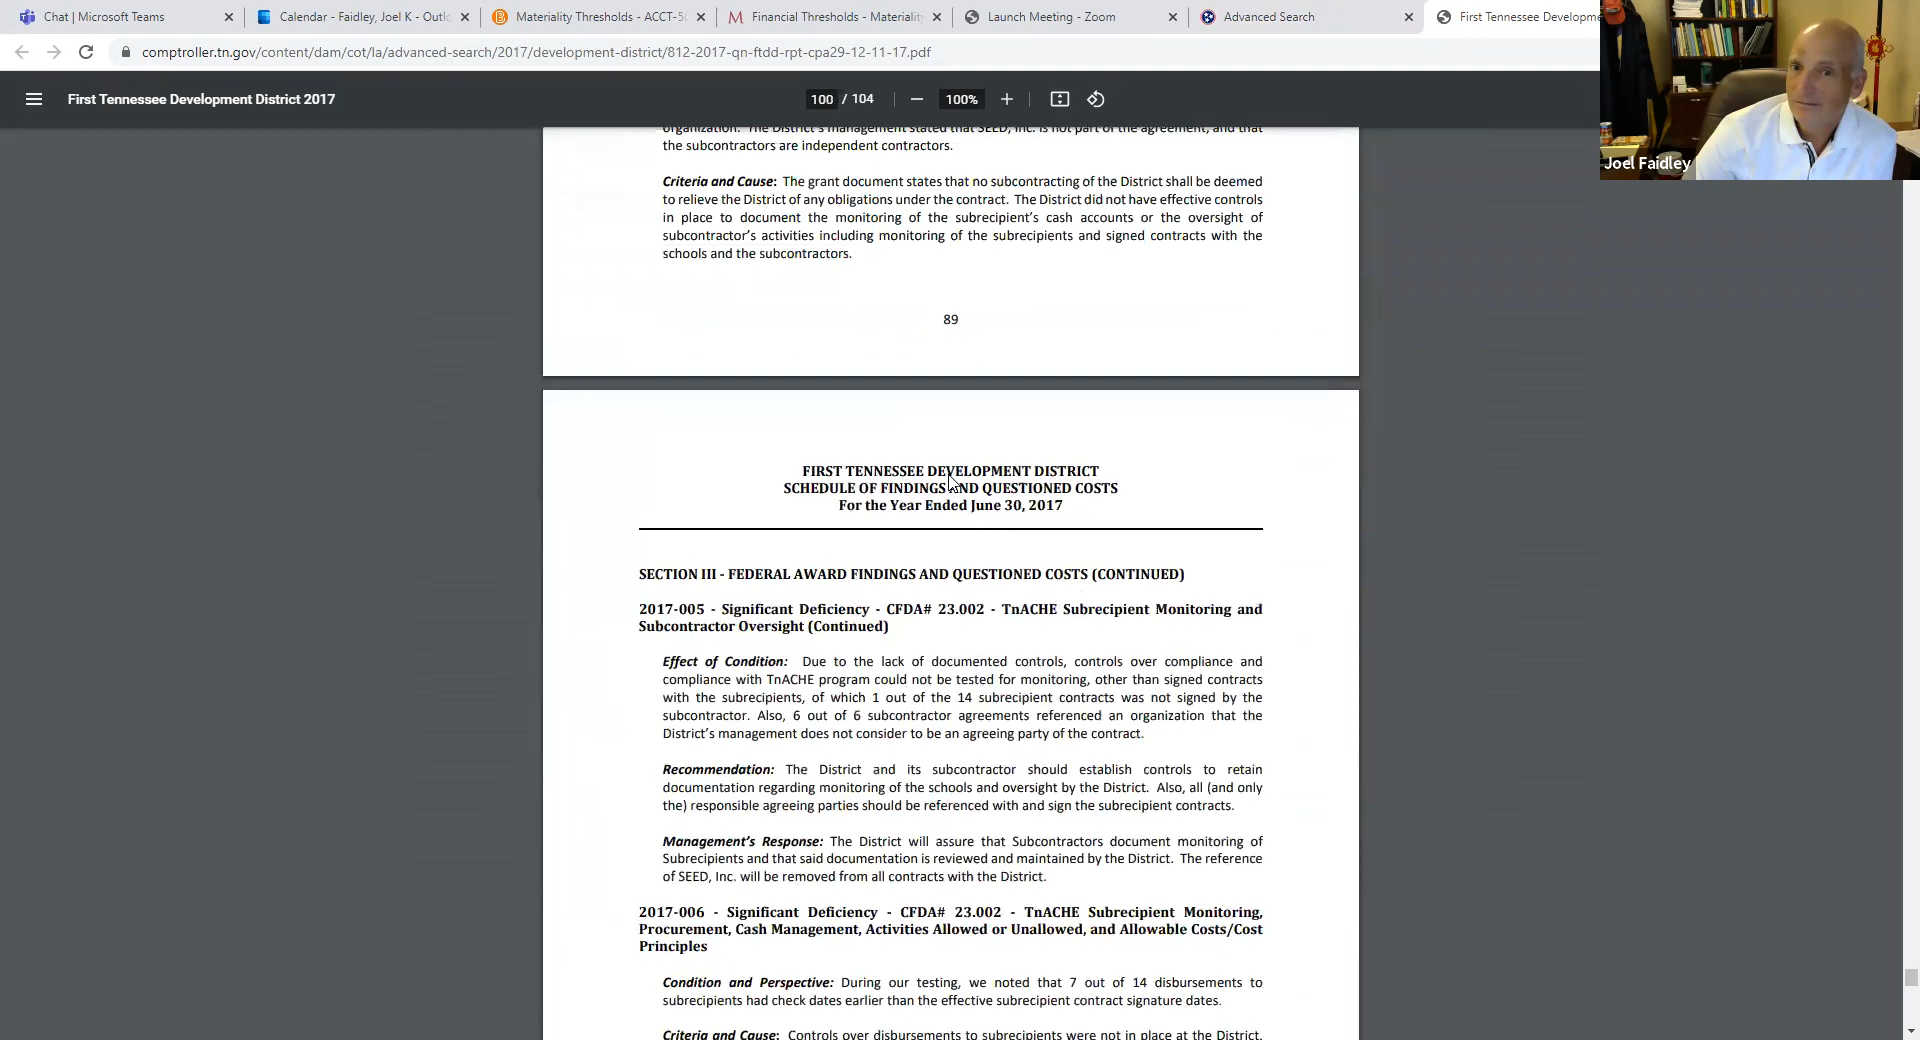 Chat | Microsoft Teams
Calendar - Faidley, Joel K - Outlo
Materiality Thresholds - ACCT-5
Financial Thresholds - Materiality
Launch Meeting - Zoom
Advanced Search
First Tennessee Developme
comptroller.tn.gov/content/dam/cot/la/advanced-search/2017/development-district/812-2017-qn-ftdd-rpt-cpa29-12-11-17.pdf
First Tennessee Development District 2017
100 / 104
100%
Joel Faidley
organization. The District's management stated that SEED, Inc. is not part of the agreement, and that
the subcontractors are independent contractors.
Criteria and Cause: The grant document states that no subcontracting of the District shall be deemed
to relieve the District of any obligations under the contract. The District did not have effective controls
in place to document the monitoring of the subrecipient's cash accounts or the oversight of
subcontractor's activities including monitoring of the subrecipients and signed contracts with the
schools and the subcontractors.
89
FIRST TENNESSEE DEVELOPMENT DISTRICT
SCHEDULE OF FINDINGS AND QUESTIONED COSTS
For the Year Ended June 30, 2017
SECTION III - FEDERAL AWARD FINDINGS AND QUESTIONED COSTS (CONTINUED)
2017-005 - Significant Deficiency - CFDA# 23.002 - TnACHE Subrecipient Monitoring and
Subcontractor Oversight (Continued)
Effect of Condition: Due to the lack of documented controls, controls over compliance and
compliance with TnACHE program could not be tested for monitoring, other than signed contracts
with the subrecipients, of which 1 out of the 14 subrecipient contracts was not signed by the
subcontractor. Also, 6 out of 6 subcontractor agreements referenced an organization that the
District's management does not consider to be an agreeing party of the contract.
Recommendation: The District and its subcontractor should establish controls to retain
documentation regarding monitoring of the schools and oversight by the District. Also, all (and only
the) responsible agreeing parties should be referenced with and sign the subrecipient contracts.
Management's Response: The District will assure that Subcontractors document monitoring of
Subrecipients and that said documentation is reviewed and maintained by the District. The reference
of SEED, Inc. will be removed from all contracts with the District.
2017-006 - Significant Deficiency - CFDA# 23.002 - TnACHE Subrecipient Monitoring,
Procurement, Cash Management, Activities Allowed or Unallowed, and Allowable Costs/Cost
Principles
Condition and Perspective: During our testing, we noted that 7 out of 14 disbursements to
subrecipients had check dates earlier than the effective subrecipient contract signature dates.
Criteria and Cause: Controls over disbursements to subrecipients were not in place at the District.